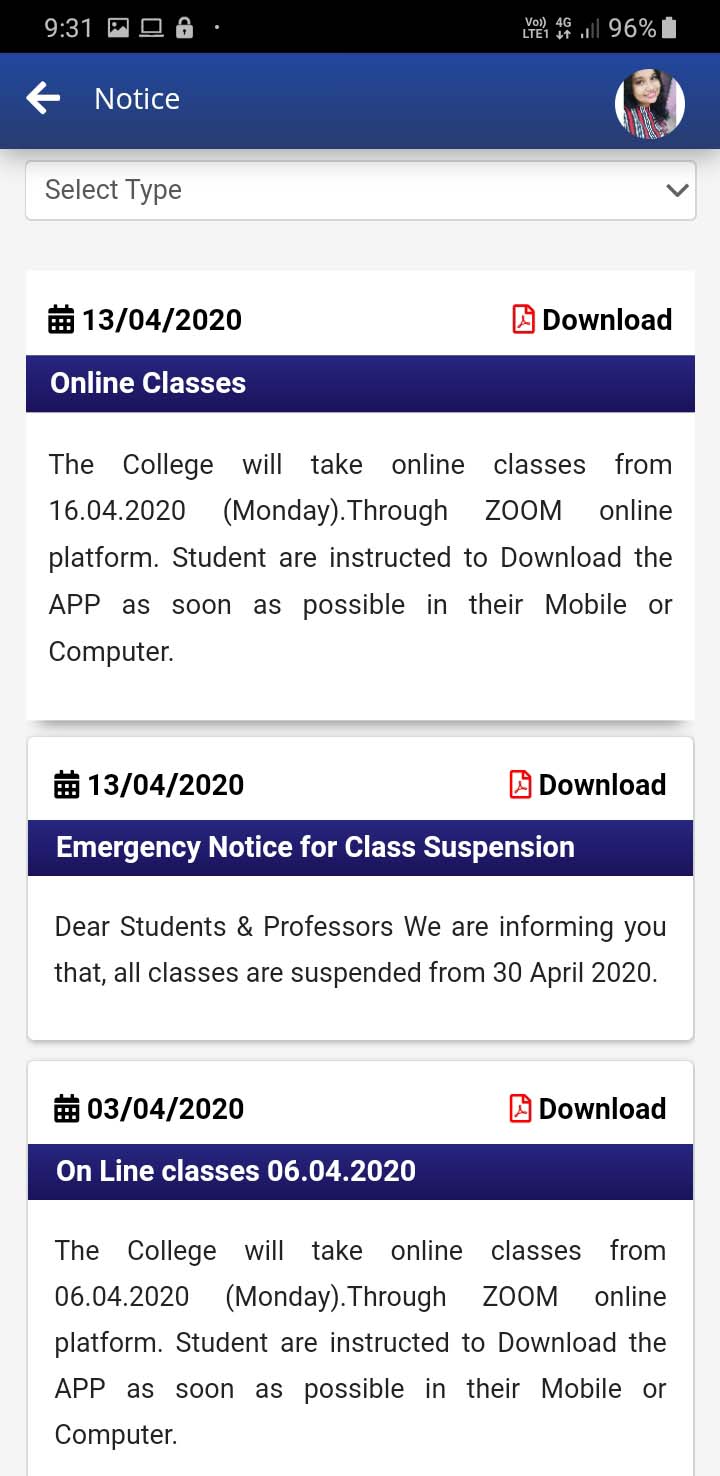 9:31
Vo)) 4G
LTE1 96%
Notice
Select Type
13/04/2020 Download
Online Classes
The College will take online classes from
16.04.2020 (Monday).Through ZOOM online
platform. Student are instructed to Download the
APP as soon as possible in their Mobile or
Computer.
13/04/2020 Download
Emergency Notice for Class Suspension
Dear Students & Professors We are informing you
that, all classes are suspended from 30 April 2020.
03/04/2020 Download
On Line classes 06.04.2020
The College will take online classes from
06.04.2020 (Monday).Through ZOOM online
platform. Student are instructed to Download the
APP as soon as possible in their Mobile or
Computer.